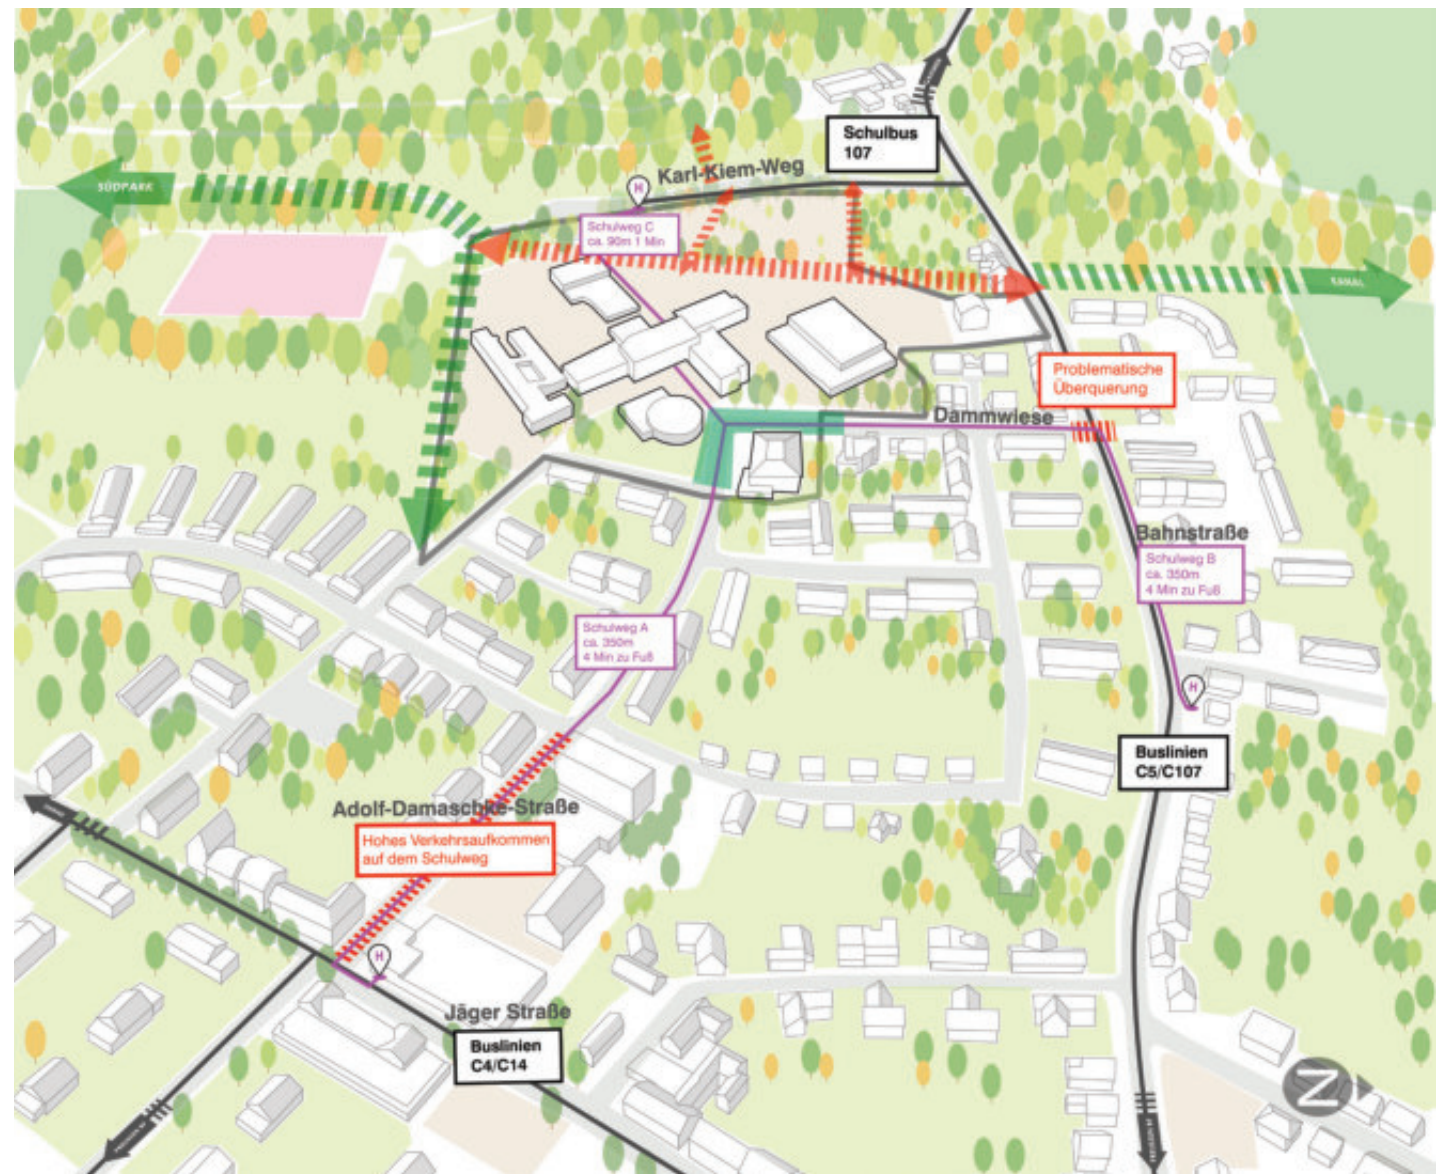 Schulbus
107
Karl-Kiem-Weg
SÜDPARK
H
Schulweg C
ca. 90m 1 Min
KANAL
Problematische
Überquerung
Dammwiese
Bahnstraße
Schulweg B
ca. 350m
4 Min zu Fuß
Schulweg A
ca. 350m
4 Min zu Fuß
H
Buslinien
C5/C107
Adolf-Damaschke-Straße
Hohes Verkehrsaufkommen
auf dem Schulweg
H
Jäger Straße
Buslinien
C4/C14
N